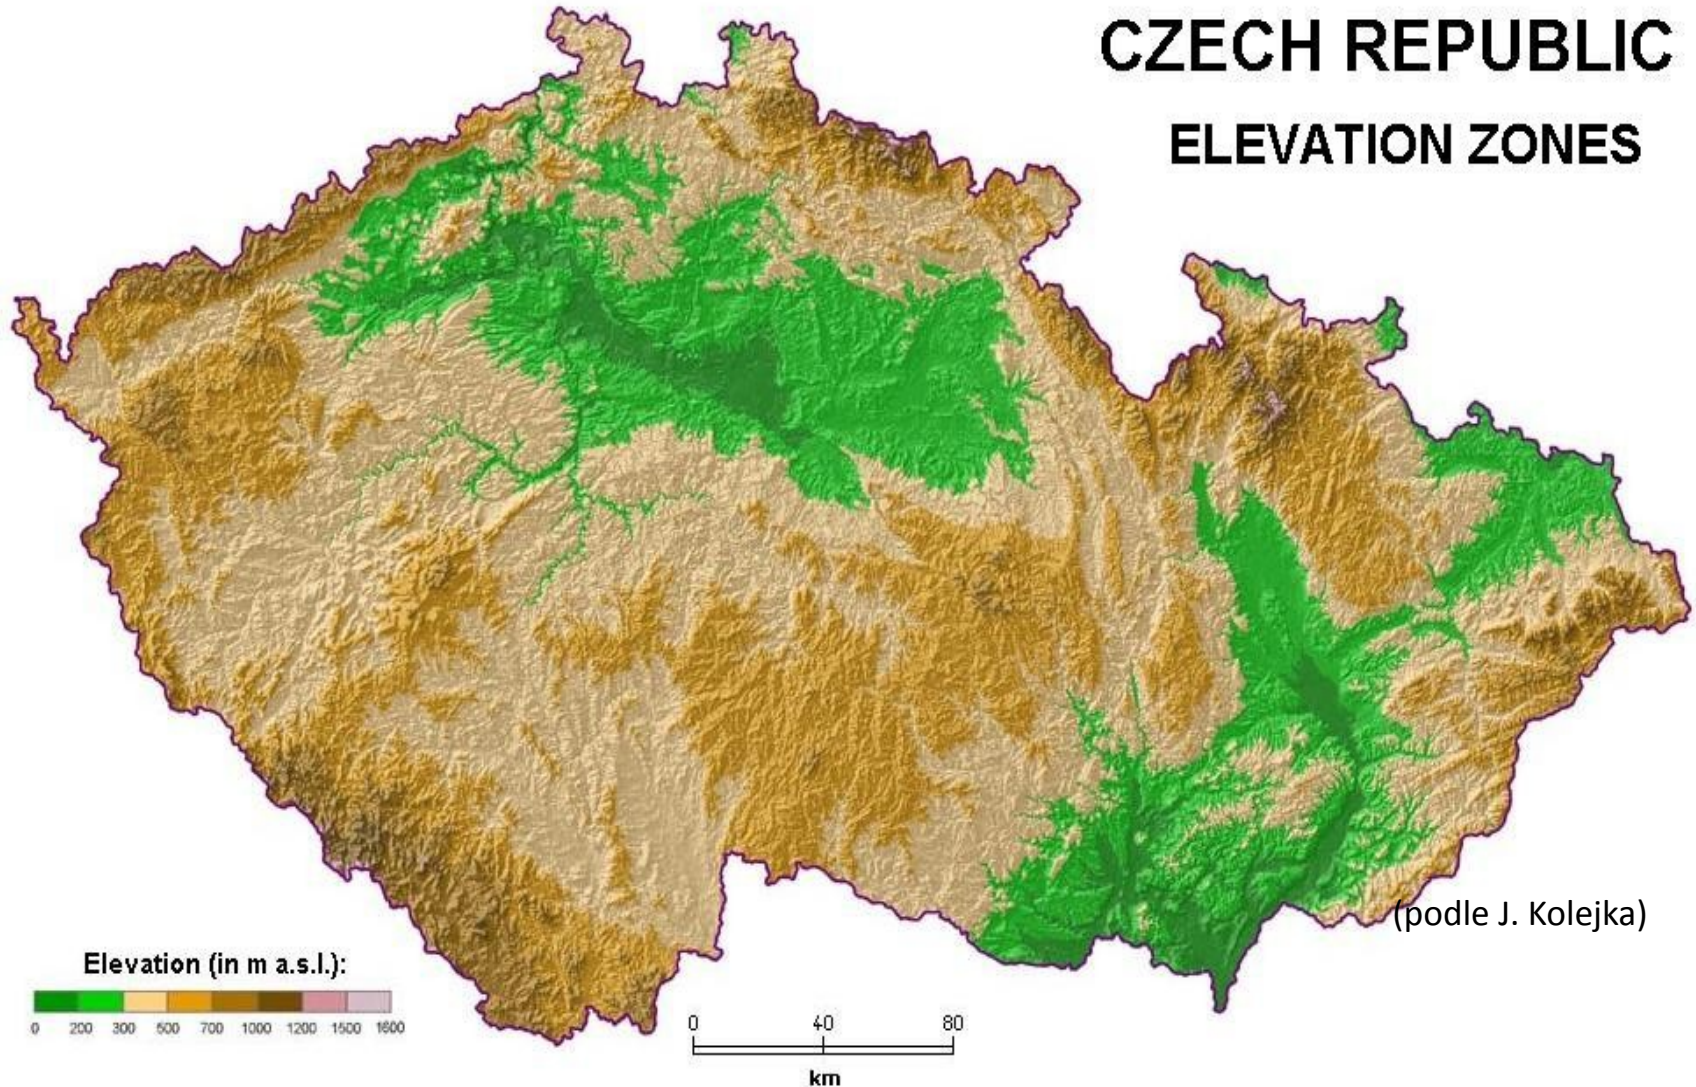 CZECH REPUBLIC
ELEVATION ZONES
(podle J. Kolejka)
Elevation (in m a.s.l.):
0 200 300 500 700 1000 1200 1500 1600
0 40 80
km